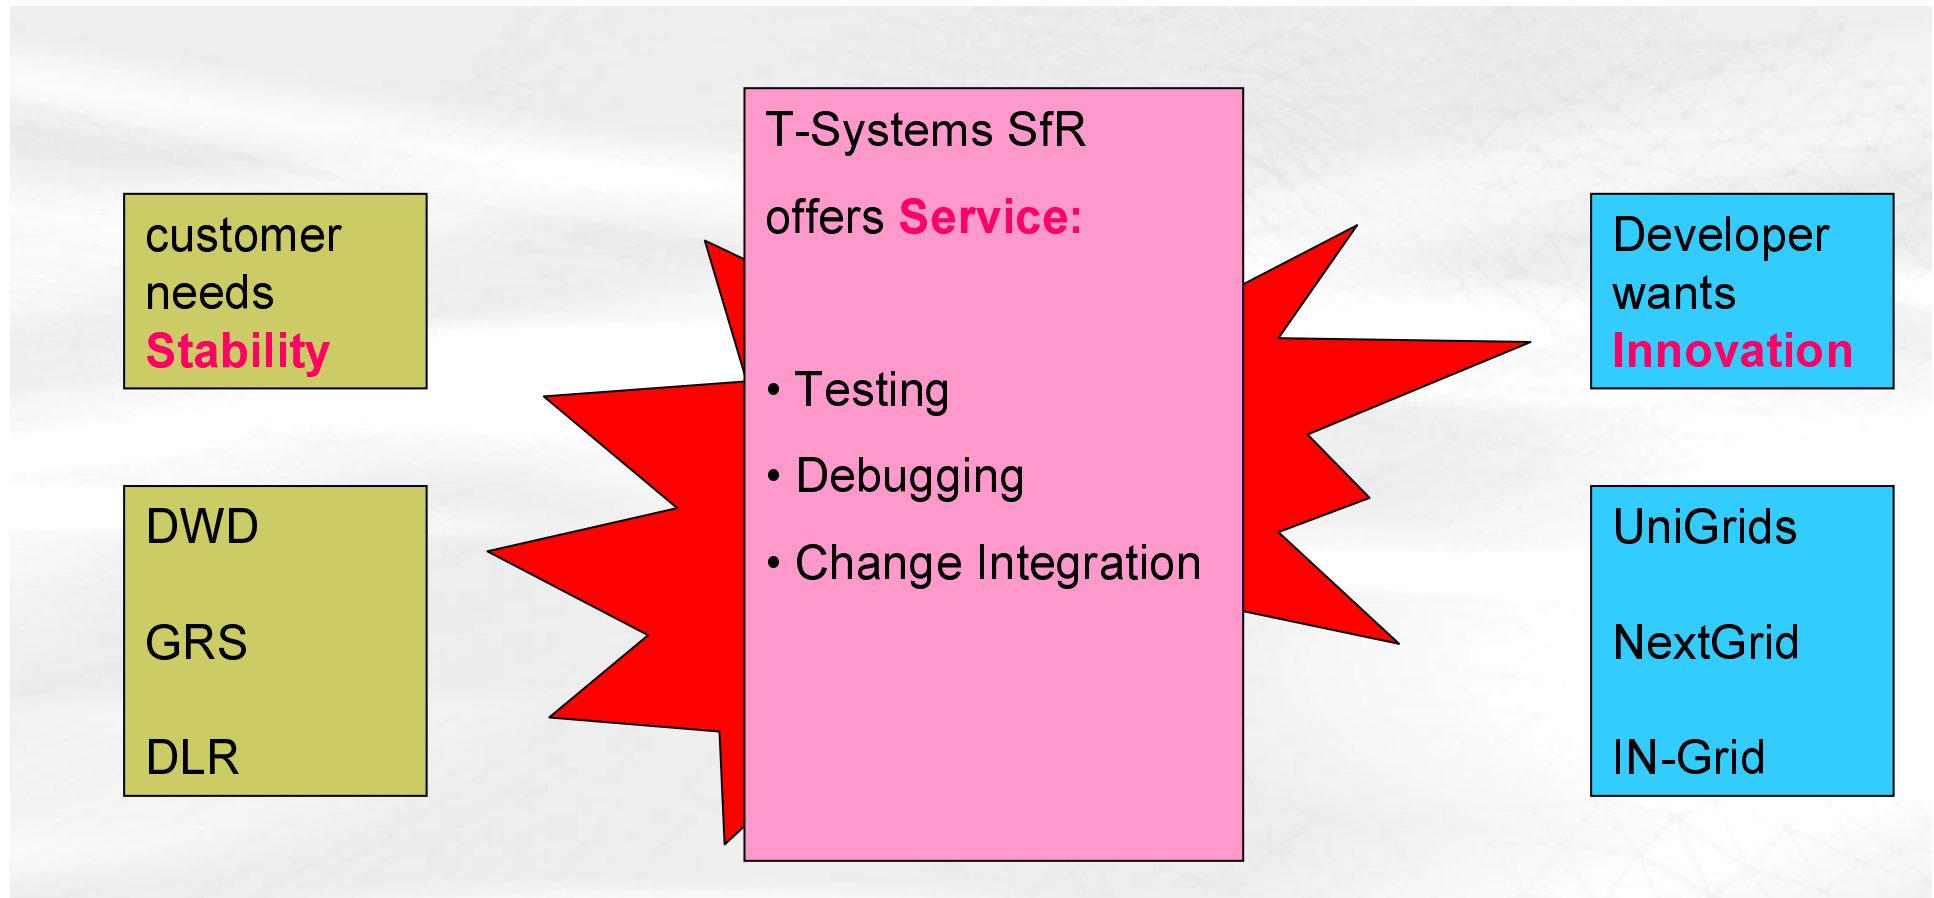 customer
needs
Stability
DWD
GRS
DLR
T-Systems SfR
offers Service:
• Testing
• Debugging
• Change Integration
Developer
wants
Innovation
UniGrids
NextGrid
IN-Grid